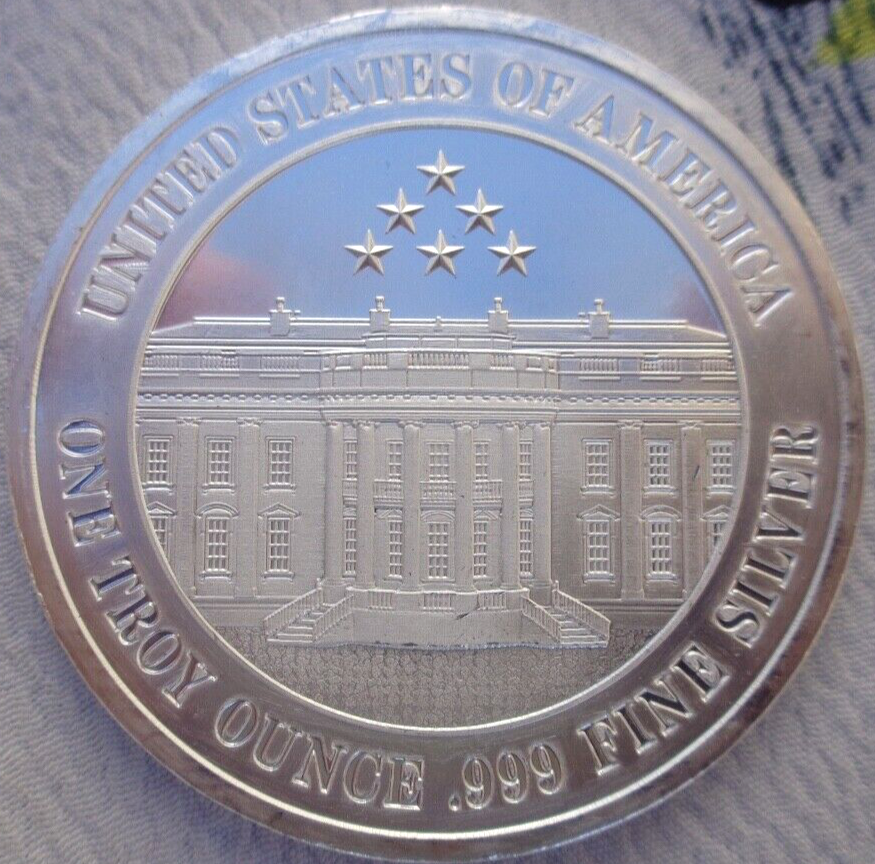 UNITED STATES OF AMERICA
ONE TROY OUNCE .999 FINE SILVER